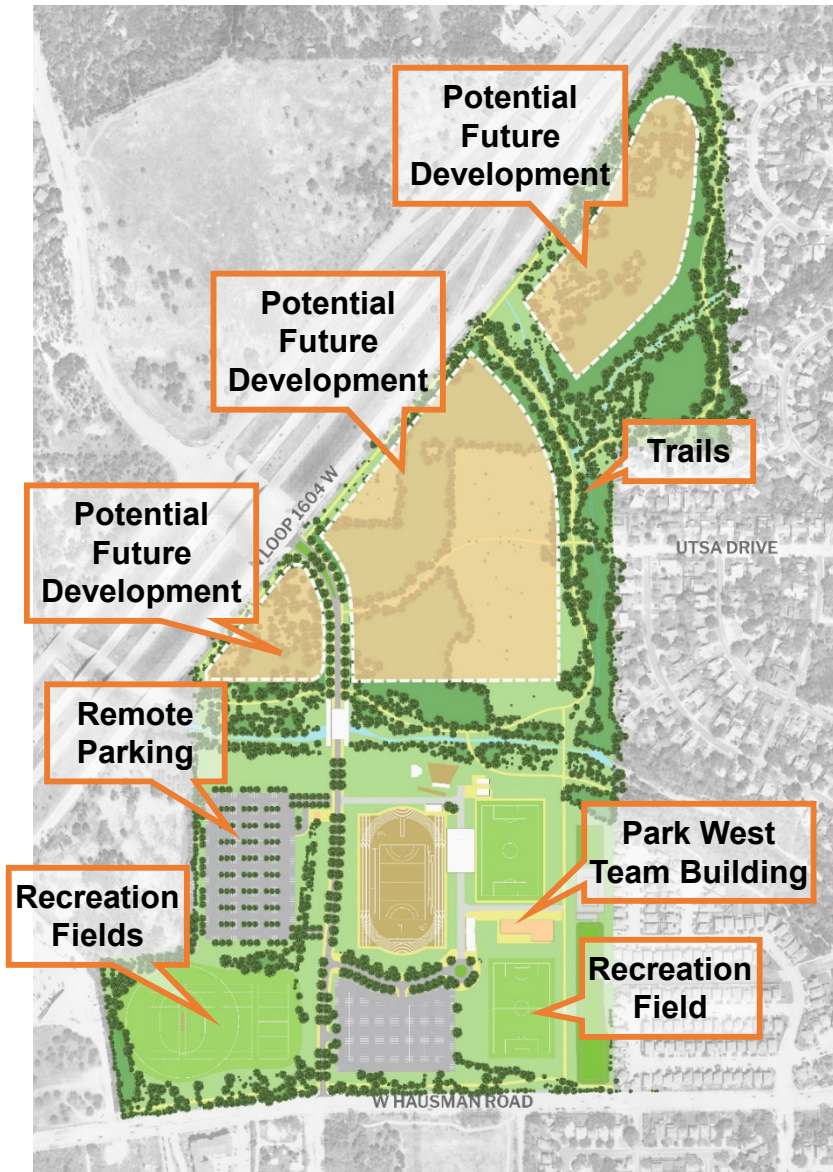 Potential
Future
Development
Potential
Future
Development
Trails
LOOP 1604 W
UTSA DRIVE
Potential
Future
Development
Remote
Parking
Park West
Team Building
Recreation
Fields
Recreation
Field
W HAUSMAN ROAD